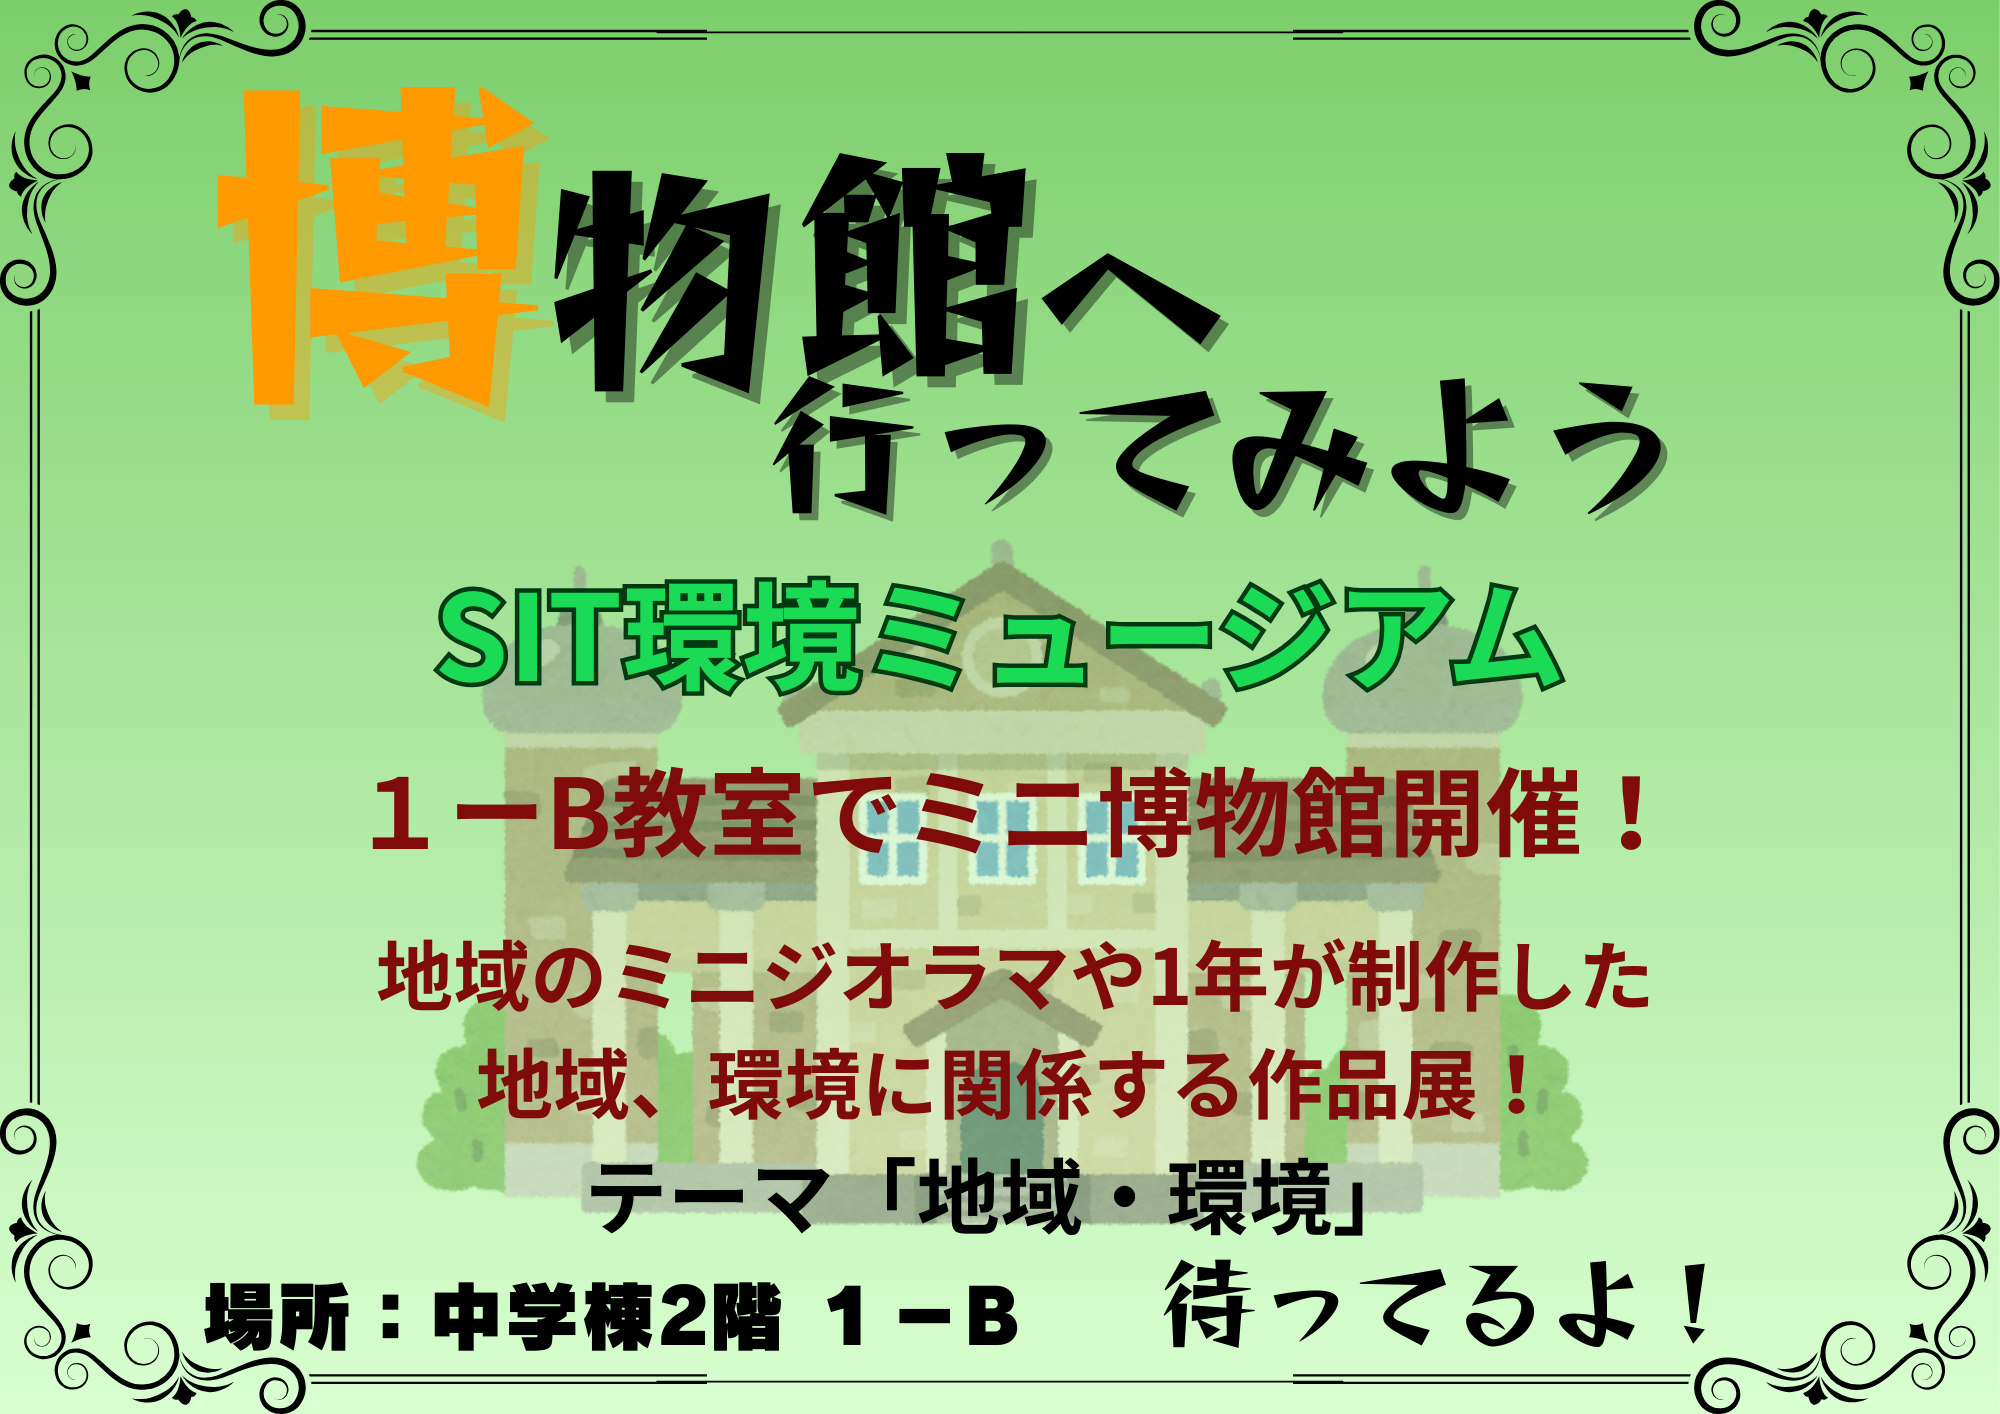 博物館へ
行ってみよう
SIT環境ミュージアム
１ーB教室でミニ博物館開催！
地域のミニジオラマや1年が制作した
地域、環境に関係する作品展！
テーマ「地域・環境」
場所：中学棟2階 １－B
待ってるよ！